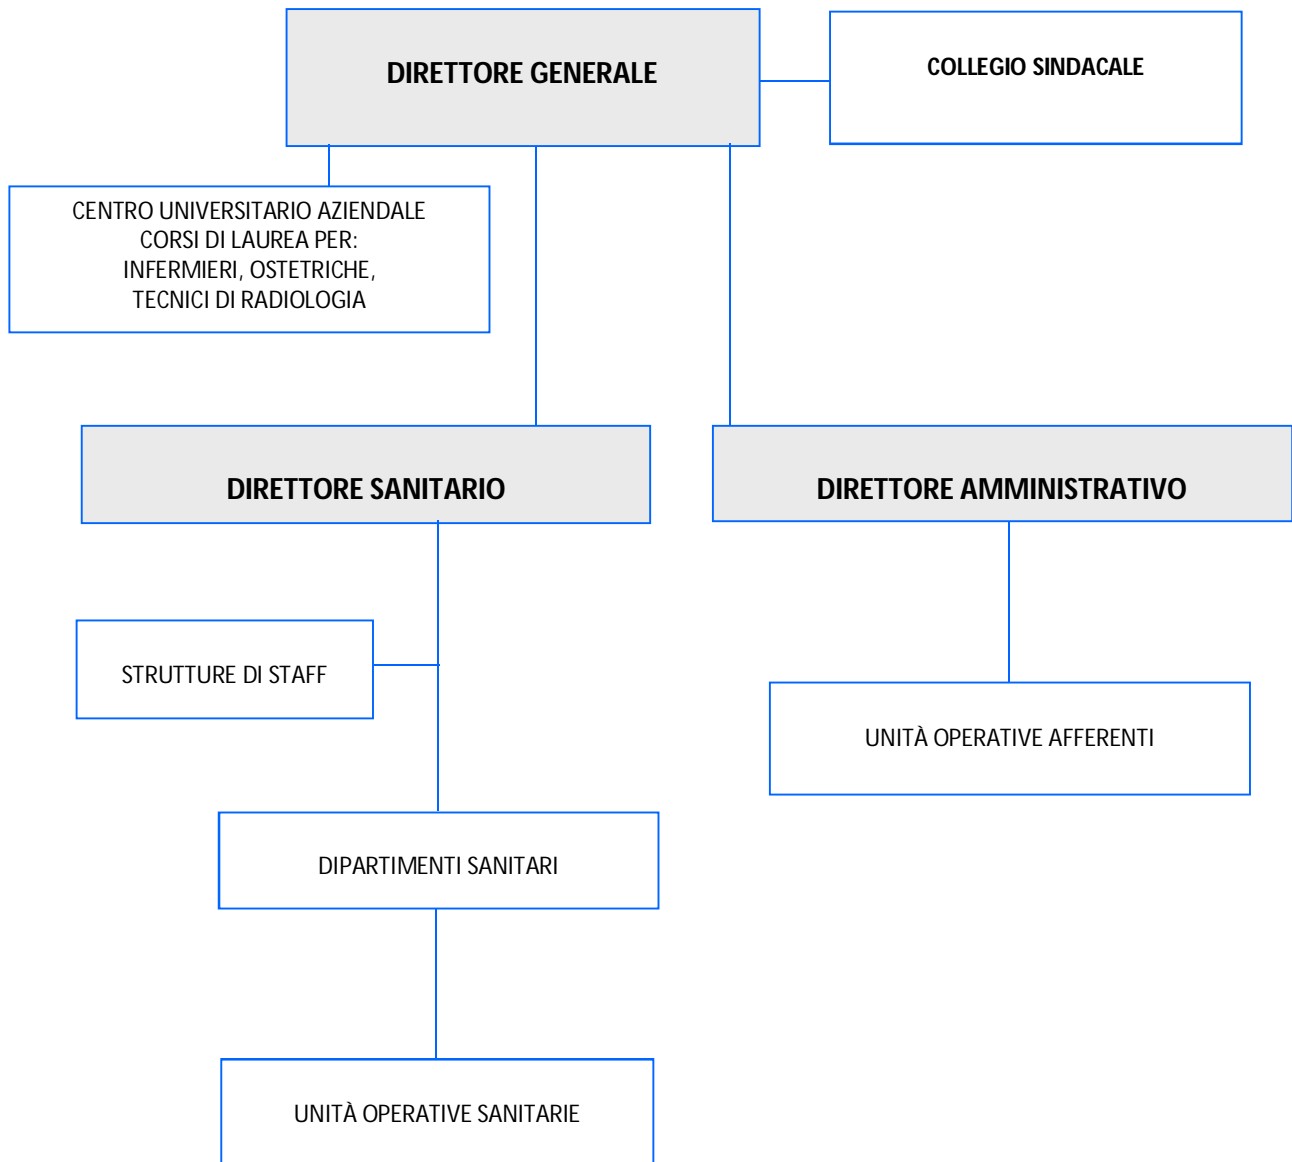 DIRETTORE GENERALE
COLLEGIO SINDACALE
CENTRO UNIVERSITARIO AZIENDALE
CORSI DI LAUREA PER:
INFERMIERI, OSTETRICHE,
TECNICI DI RADIOLOGIA
DIRETTORE SANITARIO
DIRETTORE AMMINISTRATIVO
STRUTTURE DI STAFF
UNITÀ OPERATIVE AFFERENTI
DIPARTIMENTI SANITARI
UNITÀ OPERATIVE SANITARIE